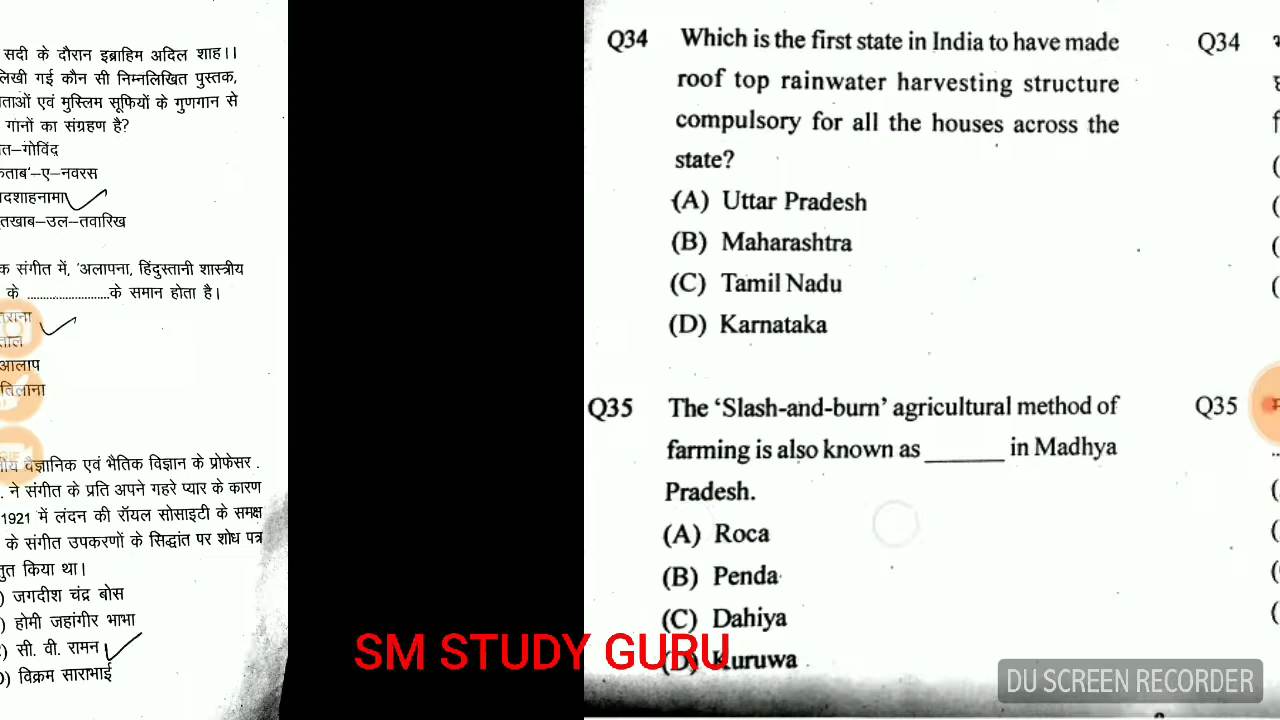 सदी के दौरान इब्राहिम अदिल शाह।।
लिखी गई कौन सी निम्नलिखित पुस्तक,
एवं मुस्लिम सूफियों के गुणगान से
गानों का संग्रहण है?
गोविंद
ए-नवरस
उल-तवारिख
संगीत में, 'अलापना, हिंदुस्तानी शास्त्रीय
के ........................के समान होता है।
आलाप
तिलाना
वैज्ञानिक एवं भौतिक विज्ञान के प्रोफेसर .
. ने संगीत के प्रति अपने गहरे प्यार के कारण
1921 में लंदन की रॉयल सोसाइटी के समक्ष
के संगीत उपकरणों के सिद्धांत पर शोध पत्र
किया था।
) जगदीश चंद्र बोस
) होमी जहांगीर भाभा
) सी. वी. रामन
D) विक्रम साराभाई
Q34 Which is the first state in India to have made
roof top rainwater harvesting structure
compulsory for all the houses across the
state?
(A) Uttar Pradesh
(B) Maharashtra
(C) Tamil Nadu
(D) Karnataka
Q35 The 'Slash-and-burn' agricultural method of
farming is also known as ______ in Madhya
Pradesh.
(A) Roca
(B) Penda
(C) Dahiya
(D) Kuruwa
Q34
Q35
SM STUDY GURU
DU SCREEN RECORDER